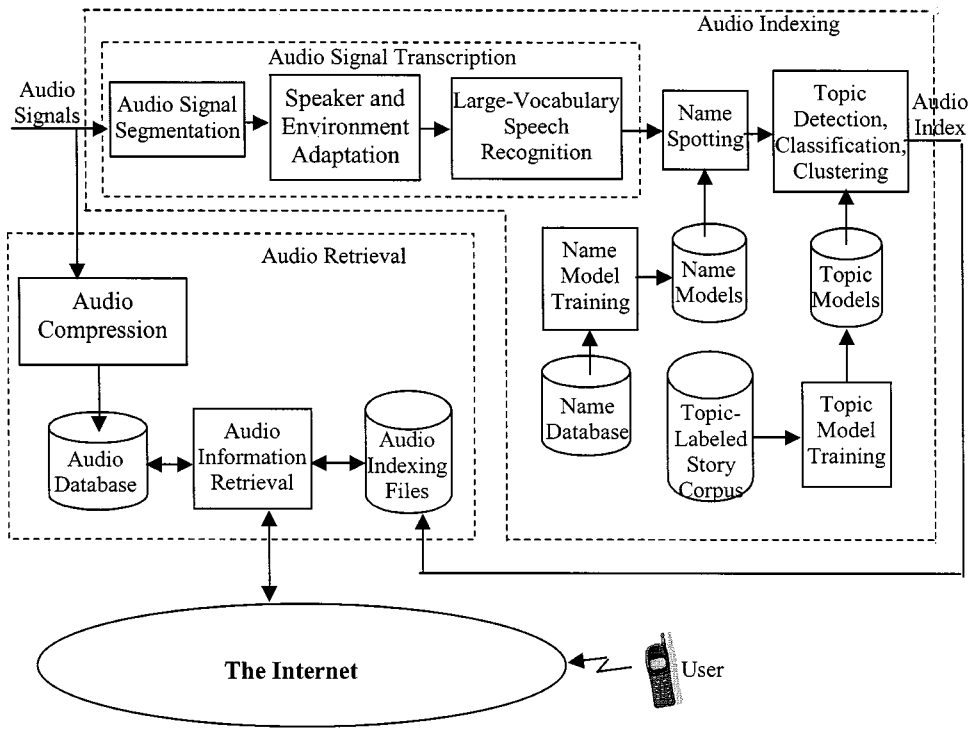 Audio Indexing
Audio Signal Transcription
Audio
Signals
Audio Signal
Segmentation
Speaker and
Environment
Adaptation
Large-Vocabulary
Speech
Recognition
Name
Spotting
Topic
Detection,
Classification,
Clustering
Audio
Index
Audio Retrieval
Name
Model
Training
Name
Models
Topic
Models
Audio
Compression
Name
Database
Topic-
Labeled
Story
Corpus
Topic
Model
Training
Audio
Database
Audio
Information
Retrieval
Audio
Indexing
Files
The Internet
User